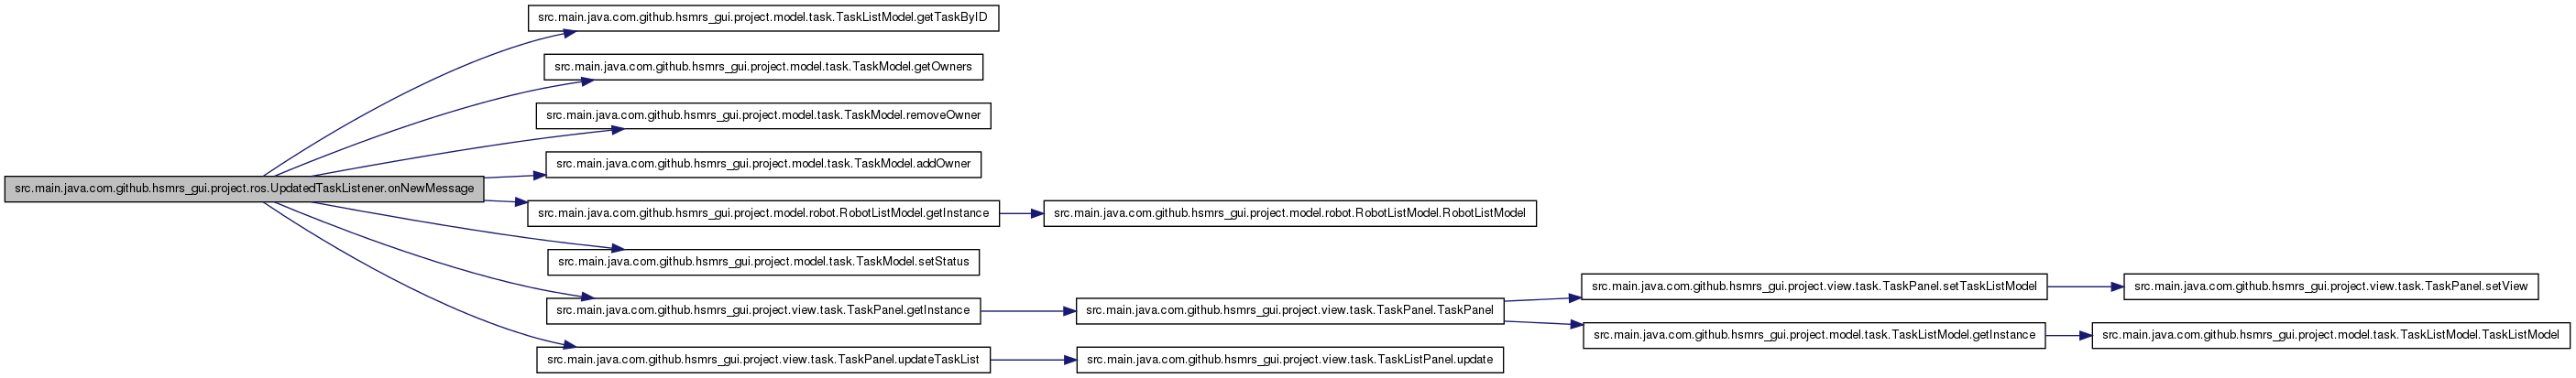 src.main.java.com.github.hsmrs_gui.project.model.task.TaskListModel.getTaskByID
src.main.java.com.github.hsmrs_gui.project.model.task.TaskModel.getOwners
src.main.java.com.github.hsmrs_gui.project.model.task.TaskModel.removeOwner
src.main.java.com.github.hsmrs_gui.project.model.task.TaskModel.addOwner
src.main.java.com.github.hsmrs_gui.project.ros.UpdatedTaskListener.onNewMessage
src.main.java.com.github.hsmrs_gui.project.model.robot.RobotListModel.getInstance
src.main.java.com.github.hsmrs_gui.project.model.robot.RobotListModel.RobotListModel
src.main.java.com.github.hsmrs_gui.project.model.task.TaskModel.setStatus
src.main.java.com.github.hsmrs_gui.project.view.task.TaskPanel.setTaskListModel
src.main.java.com.github.hsmrs_gui.project.view.task.TaskPanel.setView
src.main.java.com.github.hsmrs_gui.project.view.task.TaskPanel.getInstance
src.main.java.com.github.hsmrs_gui.project.view.task.TaskPanel.TaskPanel
src.main.java.com.github.hsmrs_gui.project.model.task.TaskListModel.getInstance
src.main.java.com.github.hsmrs_gui.project.model.task.TaskListModel.TaskListModel
src.main.java.com.github.hsmrs_gui.project.view.task.TaskPanel.updateTaskList
src.main.java.com.github.hsmrs_gui.project.view.task.TaskListPanel.update